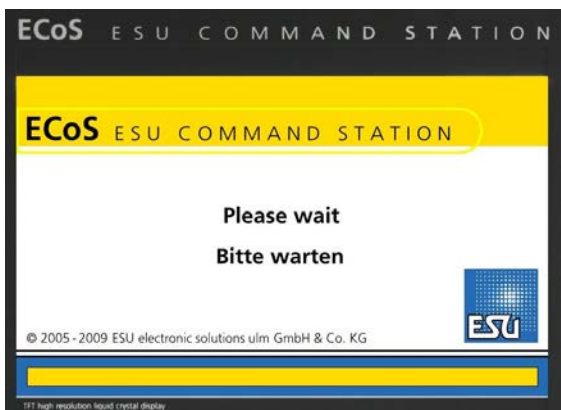 ECoS ESU COMMAND STATION
ECoS ESU COMMAND STATION
Please wait
Bitte warten
ESU
© 2005 - 2009 ESU electronic solutions ulm GmbH & Co. KG
TFT high resolution liquid crystal display